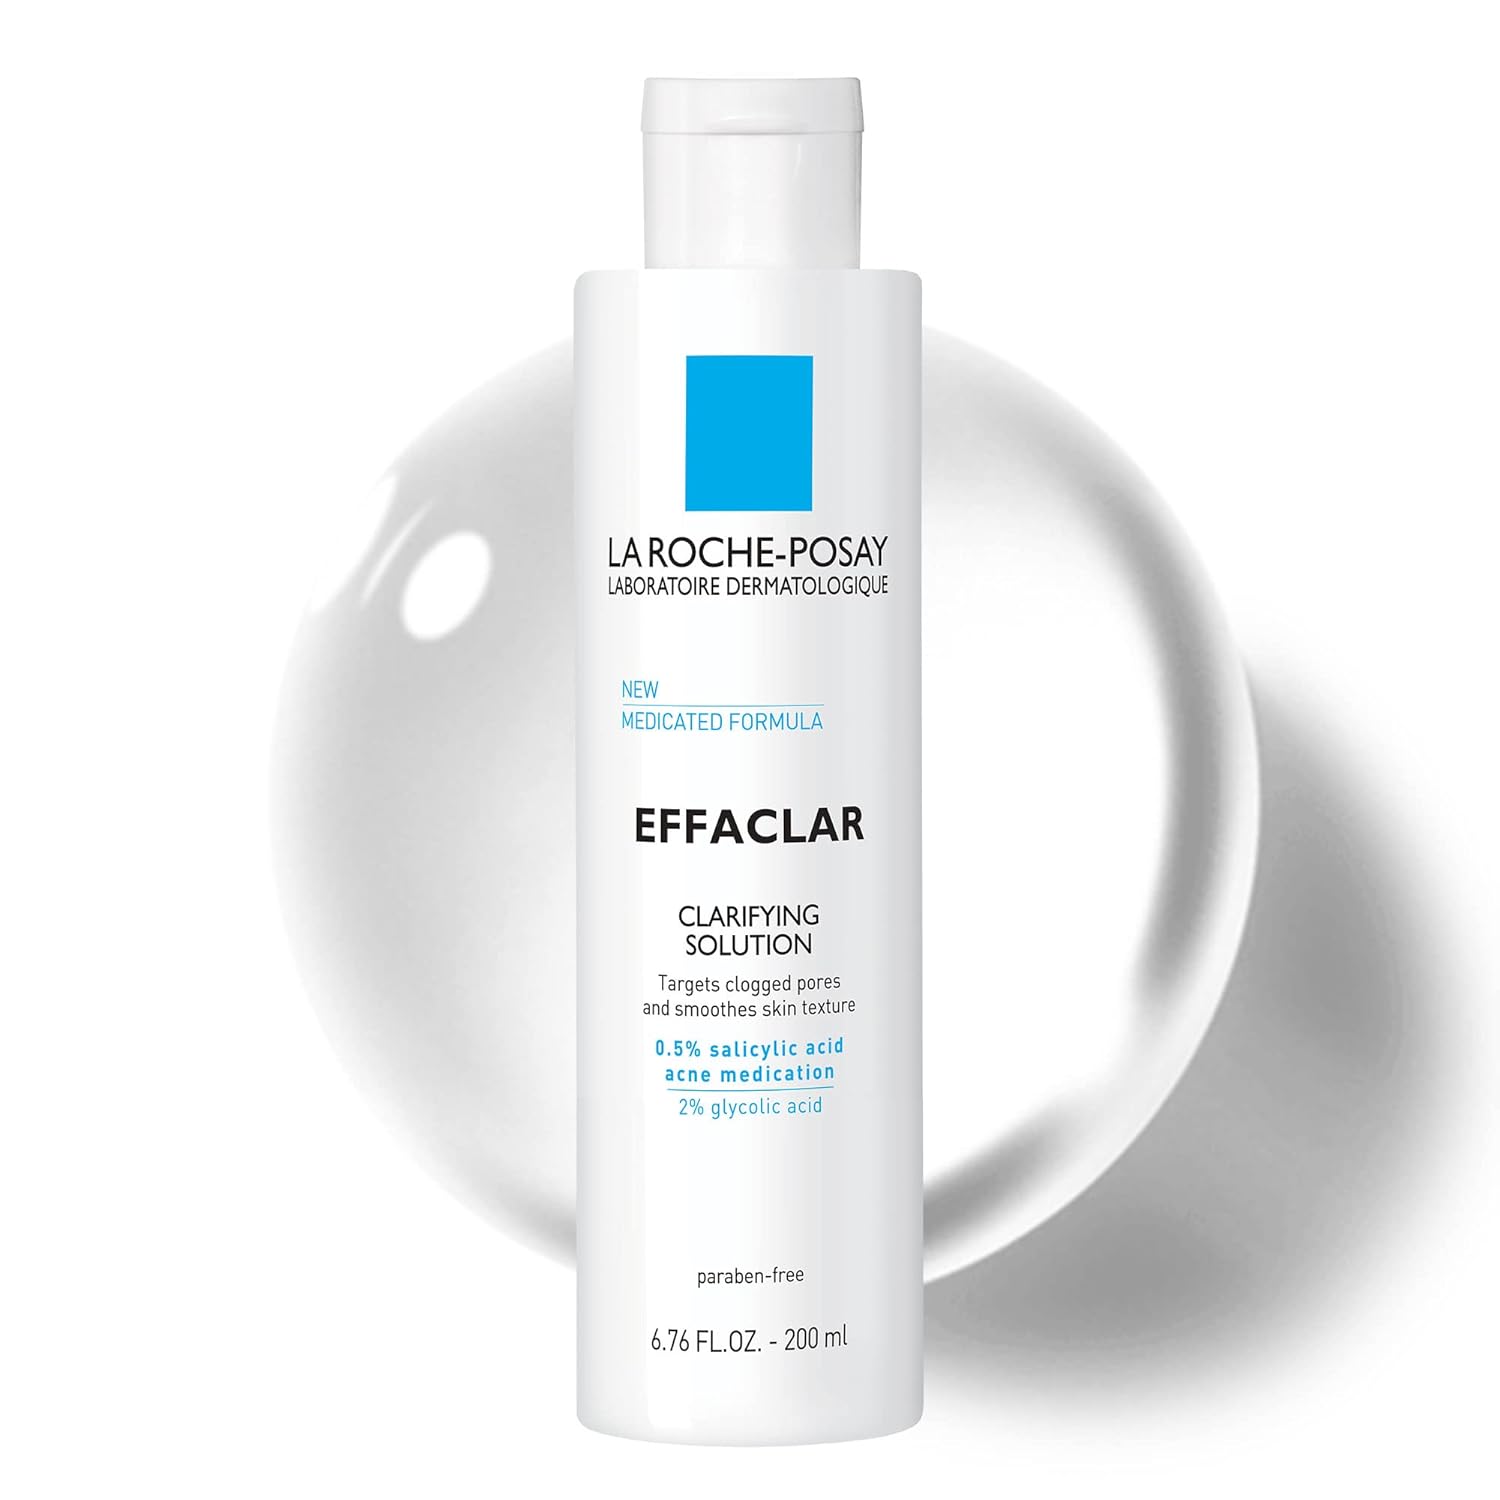 LA ROCHE-POSAY
LABORATOIRE DERMATOLOGIQUE
NEW
MEDICATED FORMULA
EFFACLAR
CLARIFYING
SOLUTION
Targets clogged pores
and smoothes skin texture
0.5% salicylic acid
acne medication
2% glycolic acid
paraben-free
6.76 FL.OZ. - 200 ml